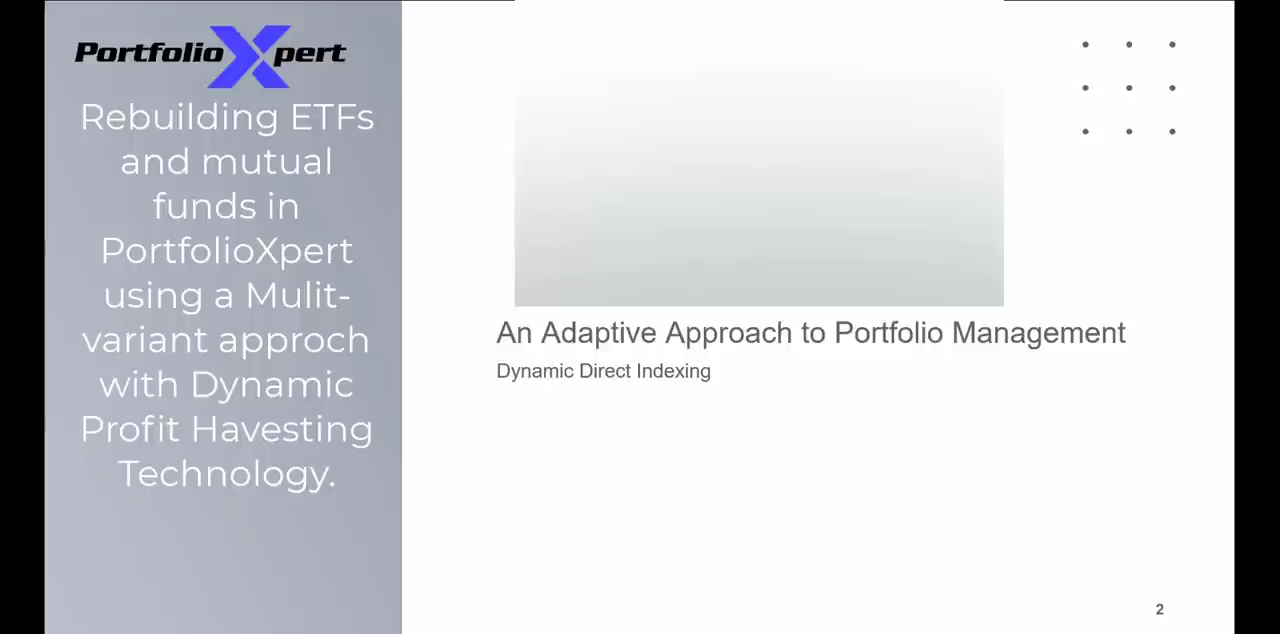 PortfolioXpert
Rebuilding ETFs
and mutual
funds in
PortfolioXpert
using a Mulit-
variant approch
with Dynamic
Profit Havesting
Technology.
An Adaptive Approach to Portfolio Management
Dynamic Direct Indexing
2